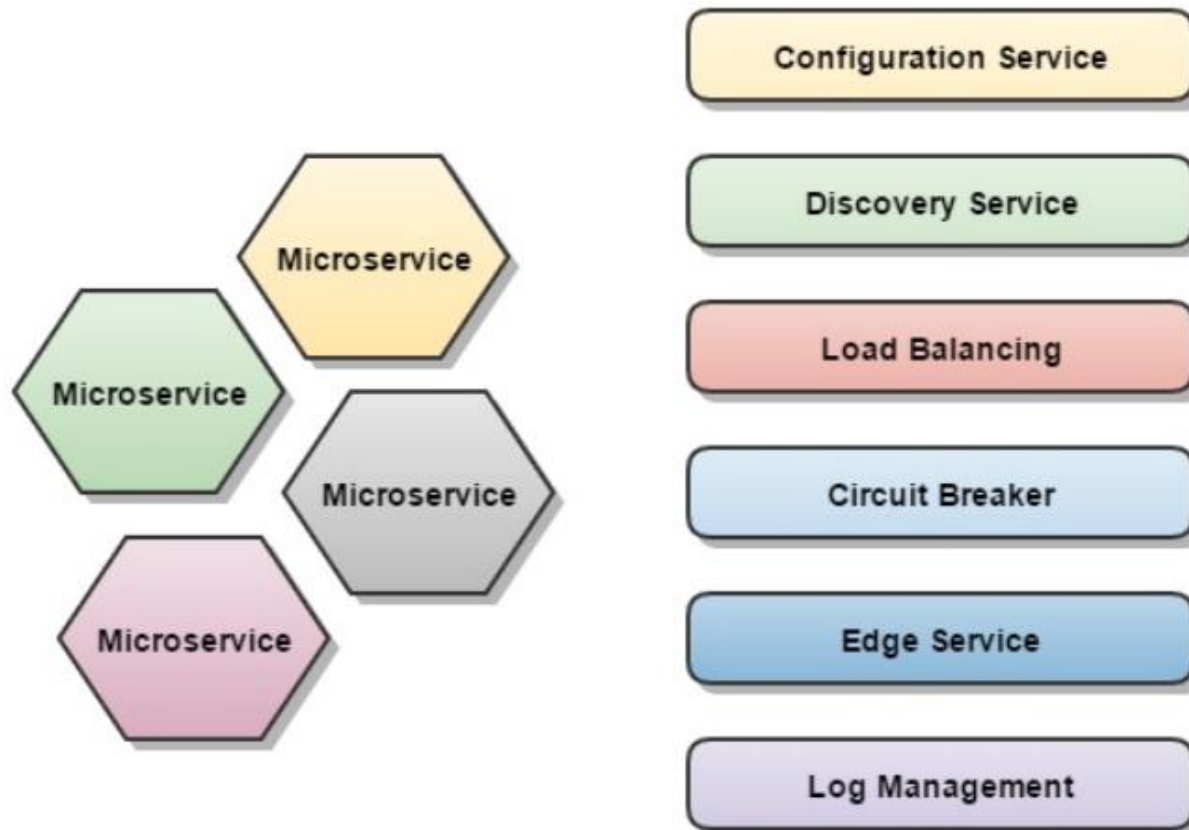 Configuration Service
Discovery Service
Load Balancing
Circuit Breaker
Edge Service
Log Management
Microservice
Microservice
Microservice
Microservice